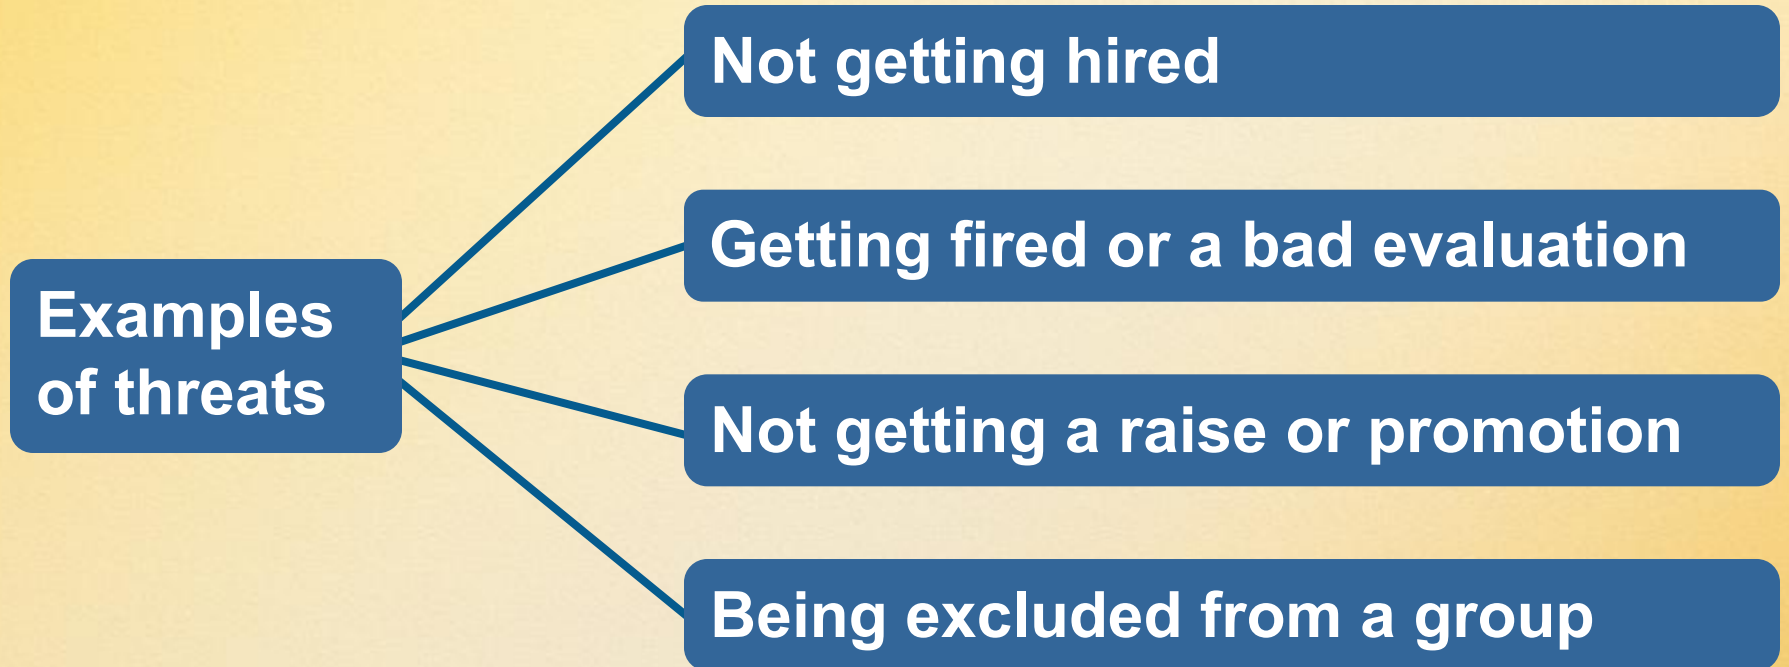 Examples
of threats
Not getting hired
Getting fired or a bad evaluation
Not getting a raise or promotion
Being excluded from a group